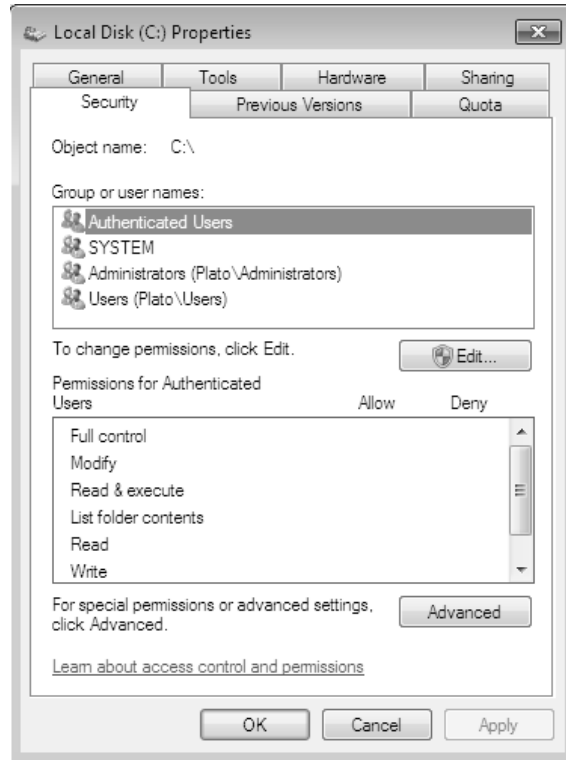 Local Disk (C:) Properties
General Tools Hardware Sharing
Security Previous Versions Quota
Object name: C:\
Group or user names:
Authenticated Users
SYSTEM
Administrators (Plato\Administrators)
Users (Plato\Users)
To change permissions, click Edit.
Edit...
Permissions for Authenticated
Users Allow Deny
Full control
Modify
Read & execute
List folder contents
Read
Write
For special permissions or advanced settings,
click Advanced.
Advanced
Learn about access control and permissions
OK Cancel Apply